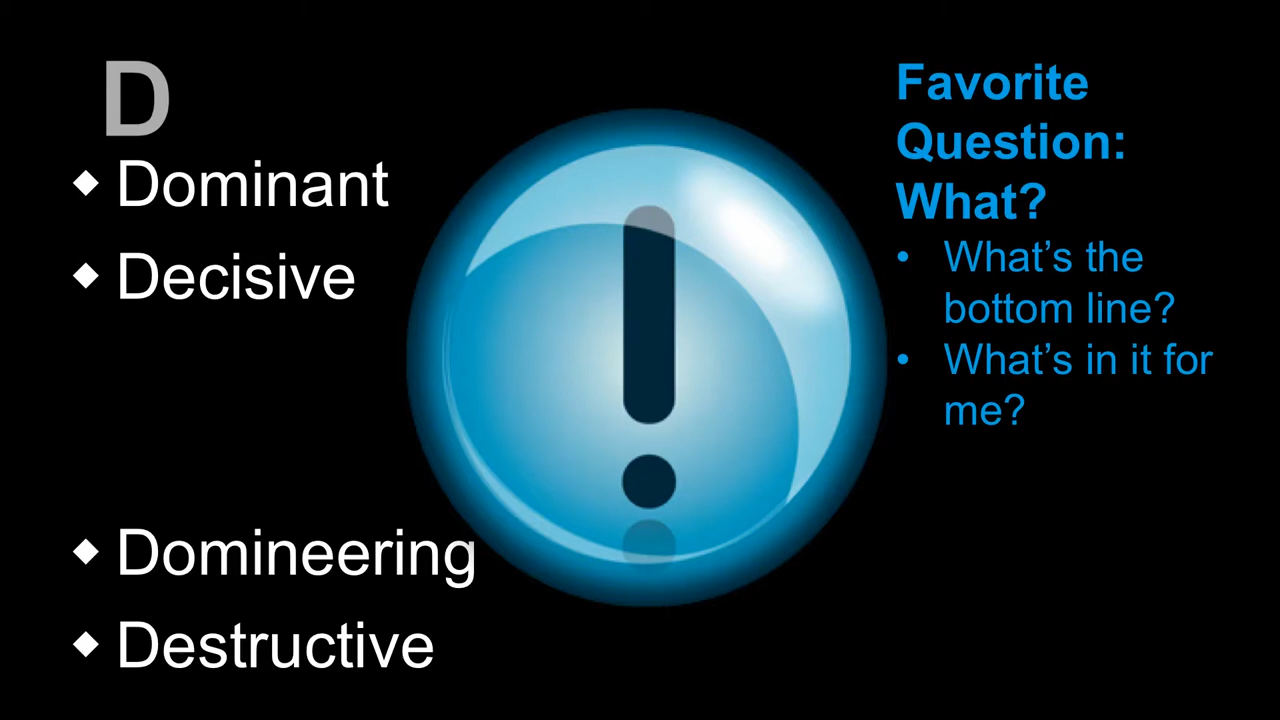 D
◆ Dominant
◆ Decisive
◆ Domineering
◆ Destructive
Favorite
Question:
What?
• What’s the
bottom line?
• What’s in it for
me?